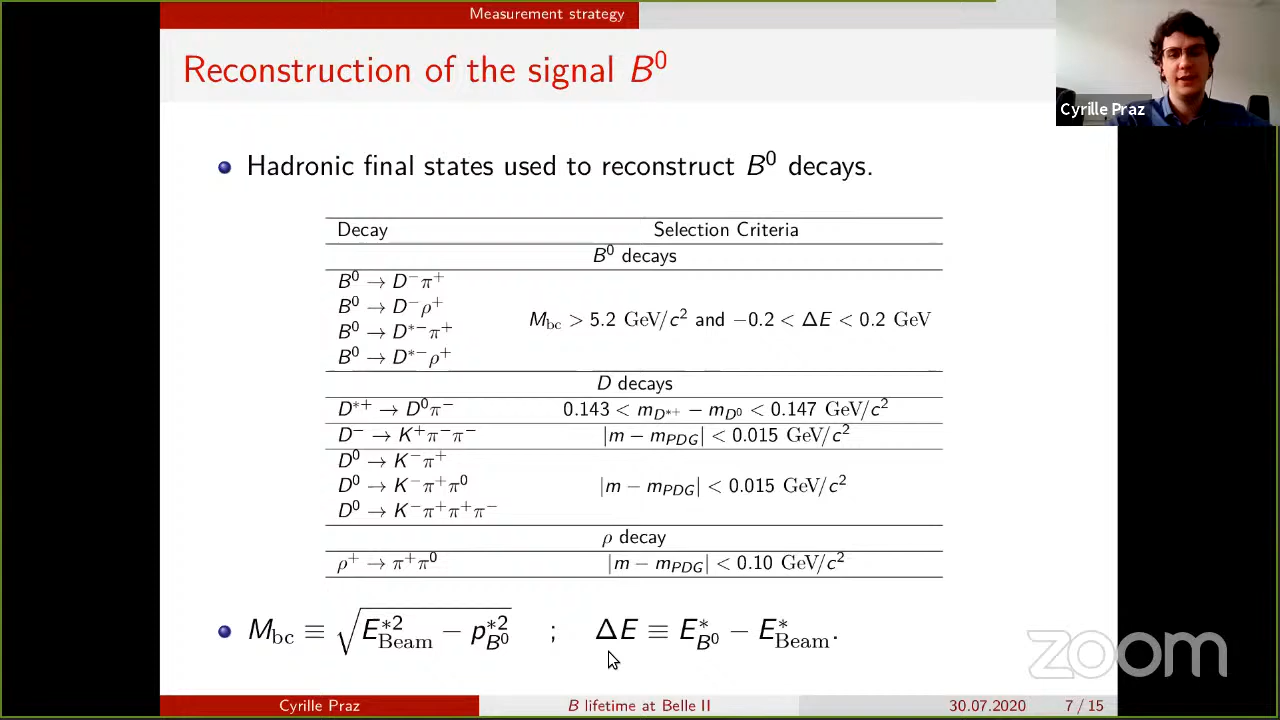 Measurement strategy
Reconstruction of the signal B⁰
Cyrille Praz
Hadronic final states used to reconstruct B⁰ decays.
Decay Selection Criteria
B⁰ decays
B⁰ → D⁻π⁺
B⁰ → D⁻ρ⁺
M_bc > 5.2 GeV/c² and −0.2 < ΔE < 0.2 GeV
B⁰ → D*⁻π⁺
B⁰ → D*⁻ρ⁺
D decays
D*⁺ → D⁰π⁻ 0.143 < m_D*⁺ − m_D⁰ < 0.147 GeV/c²
D⁻ → K⁺π⁻π⁻ |m − m_PDG| < 0.015 GeV/c²
D⁰ → K⁻π⁺
D⁰ → K⁻π⁺π⁰ |m − m_PDG| < 0.015 GeV/c²
D⁰ → K⁻π⁺π⁺π⁻
ρ decay
ρ⁺ → π⁺π⁰ |m − m_PDG| < 0.10 GeV/c²
M_bc ≡ √(E*²_Beam − p*²_B⁰) ; ΔE ≡ E*_B⁰ − E*_Beam.
zoom
Cyrille Praz B lifetime at Belle II 30.07.2020 7 / 15